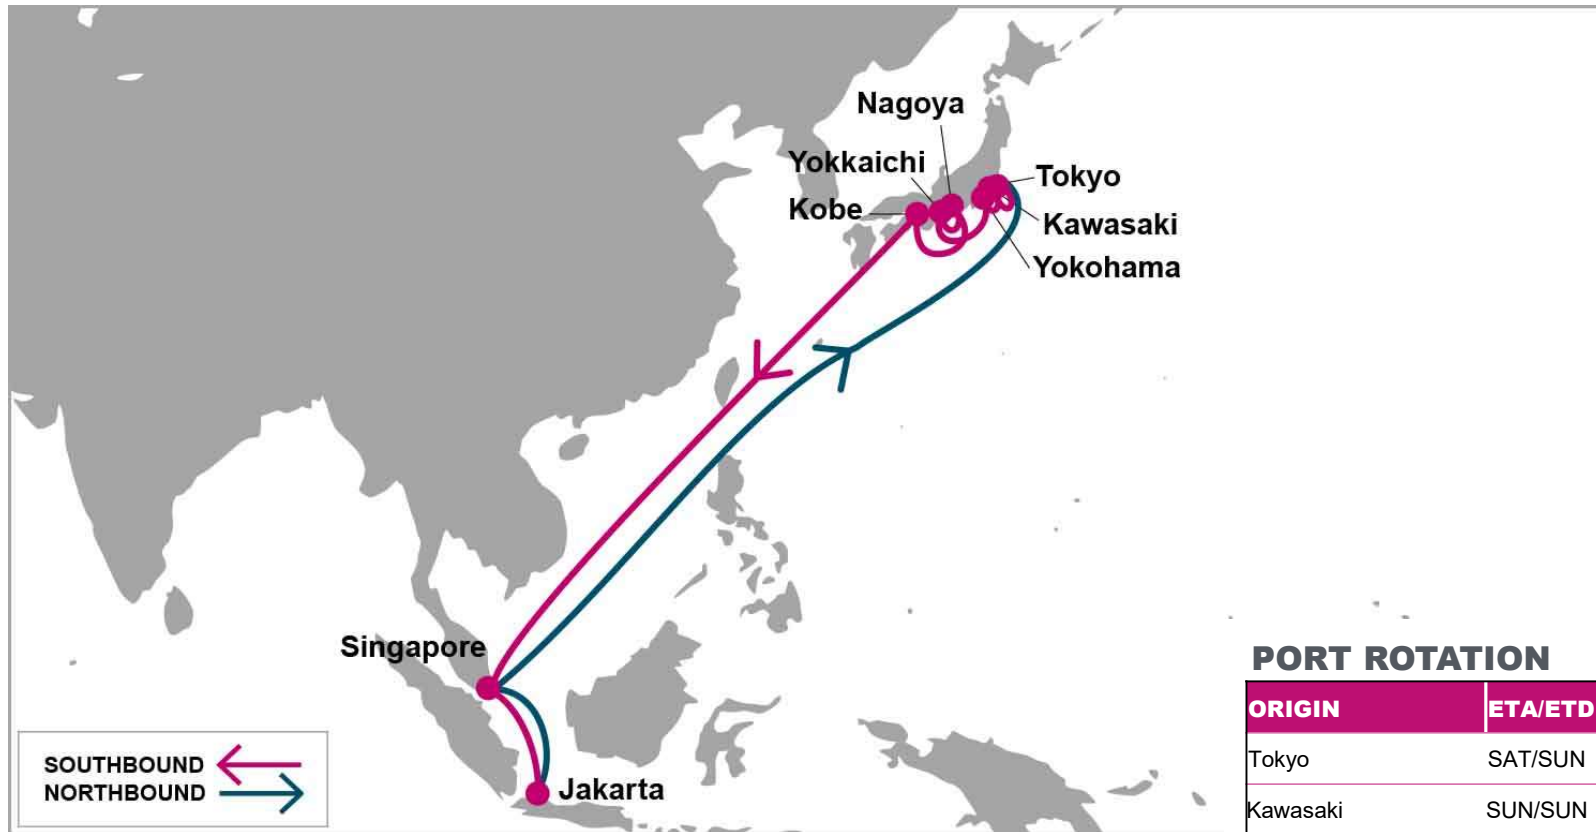 Nagoya
Yokkaichi
Tokyo
Kobe
Kawasaki
Yokohama
Singapore
Jakarta
SOUTHBOUND
NORTHBOUND
PORT ROTATION
ORIGIN ETA/ETD
Tokyo SAT/SUN
Kawasaki SUN/SUN